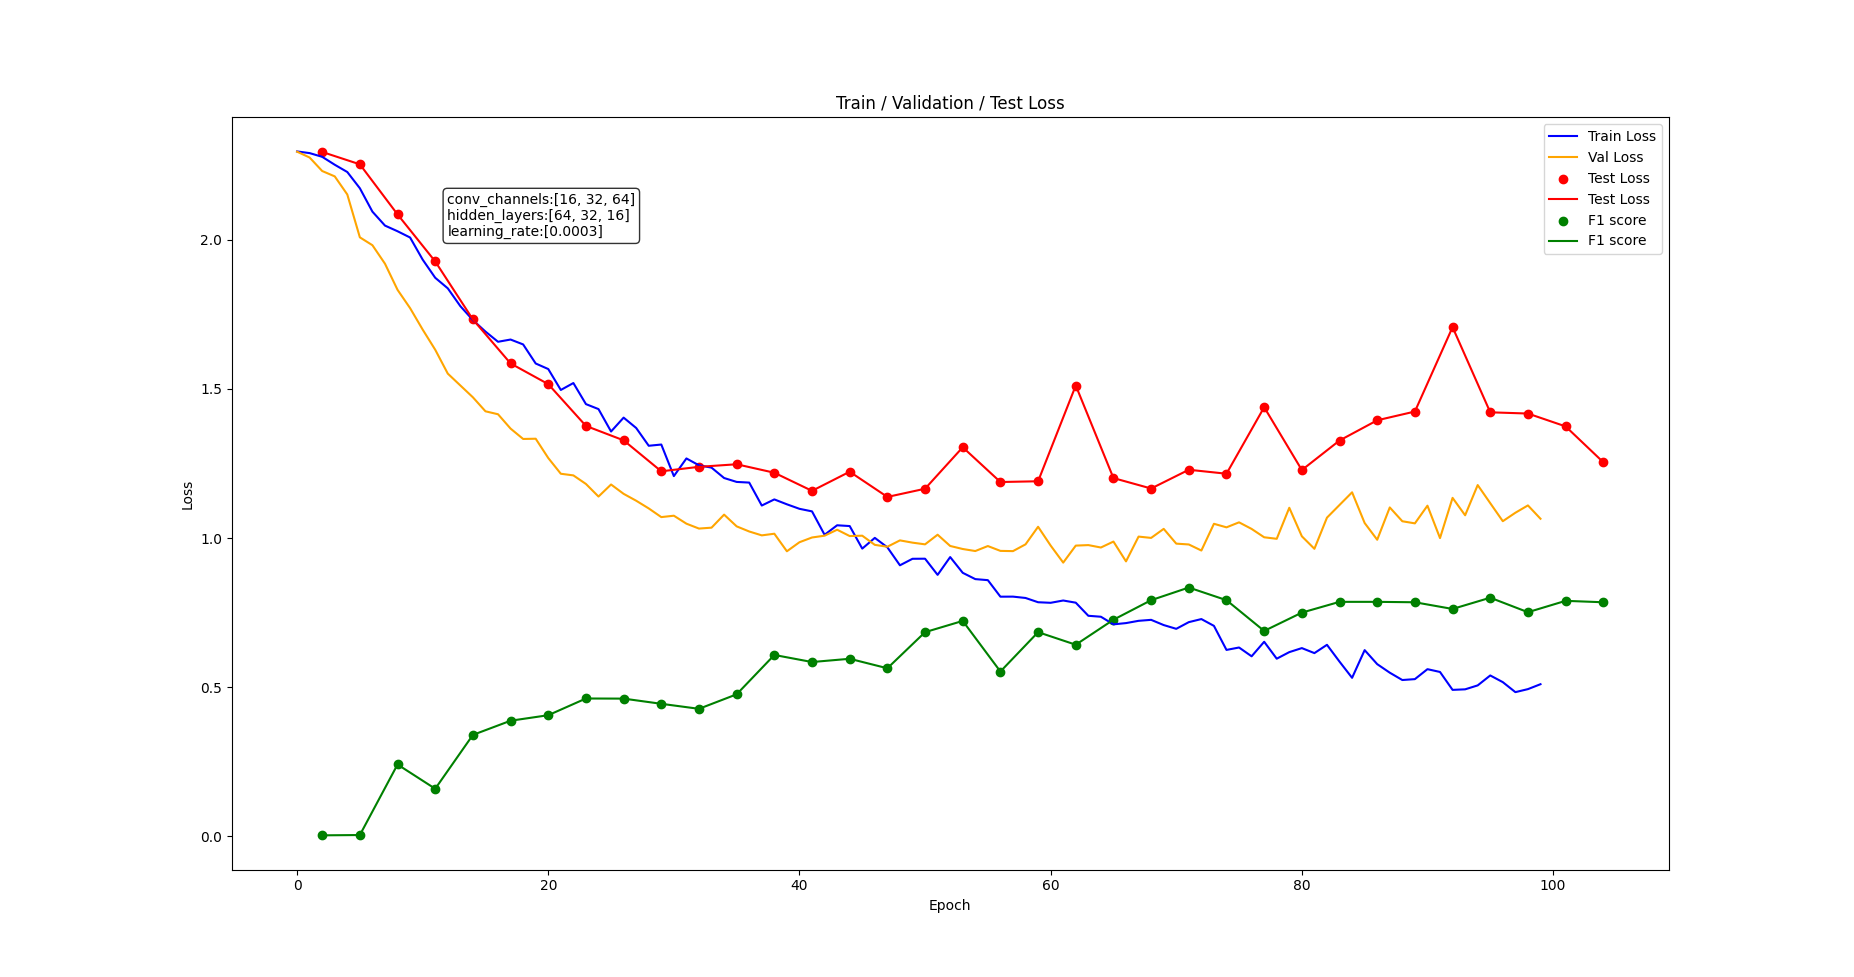 Train / Validation / Test Loss
Train Loss
Val Loss
Test Loss
Test Loss
F1 score
F1 score
conv_channels:[16, 32, 64]
hidden_layers:[64, 32, 16]
learning_rate:[0.0003]
Loss
2.0
1.5
1.0
0.5
0.0
0 20 40 60 80 100
Epoch